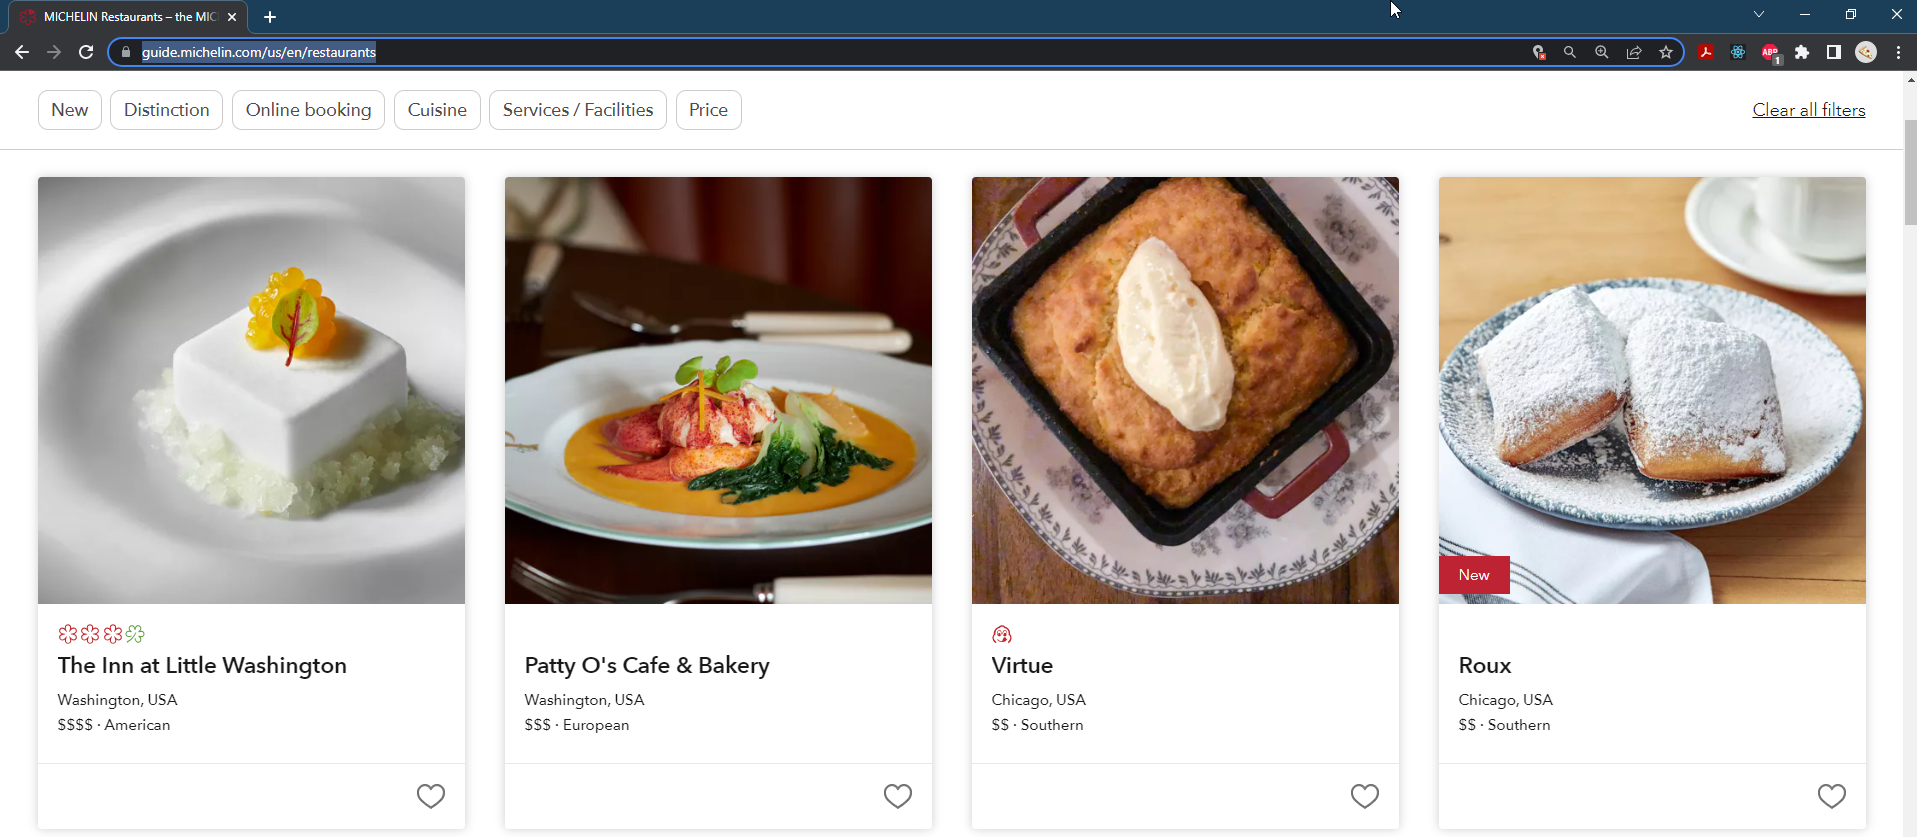 MICHELIN Restaurants – the MIC
guide.michelin.com/us/en/restaurants
ABP
1
New
Distinction
Online booking
Cuisine
Services / Facilities
Price
Clear all filters
New
The Inn at Little Washington
Washington, USA
$$$$ · American
Patty O's Cafe & Bakery
Washington, USA
$$$ · European
Virtue
Chicago, USA
$$ · Southern
Roux
Chicago, USA
$$ · Southern